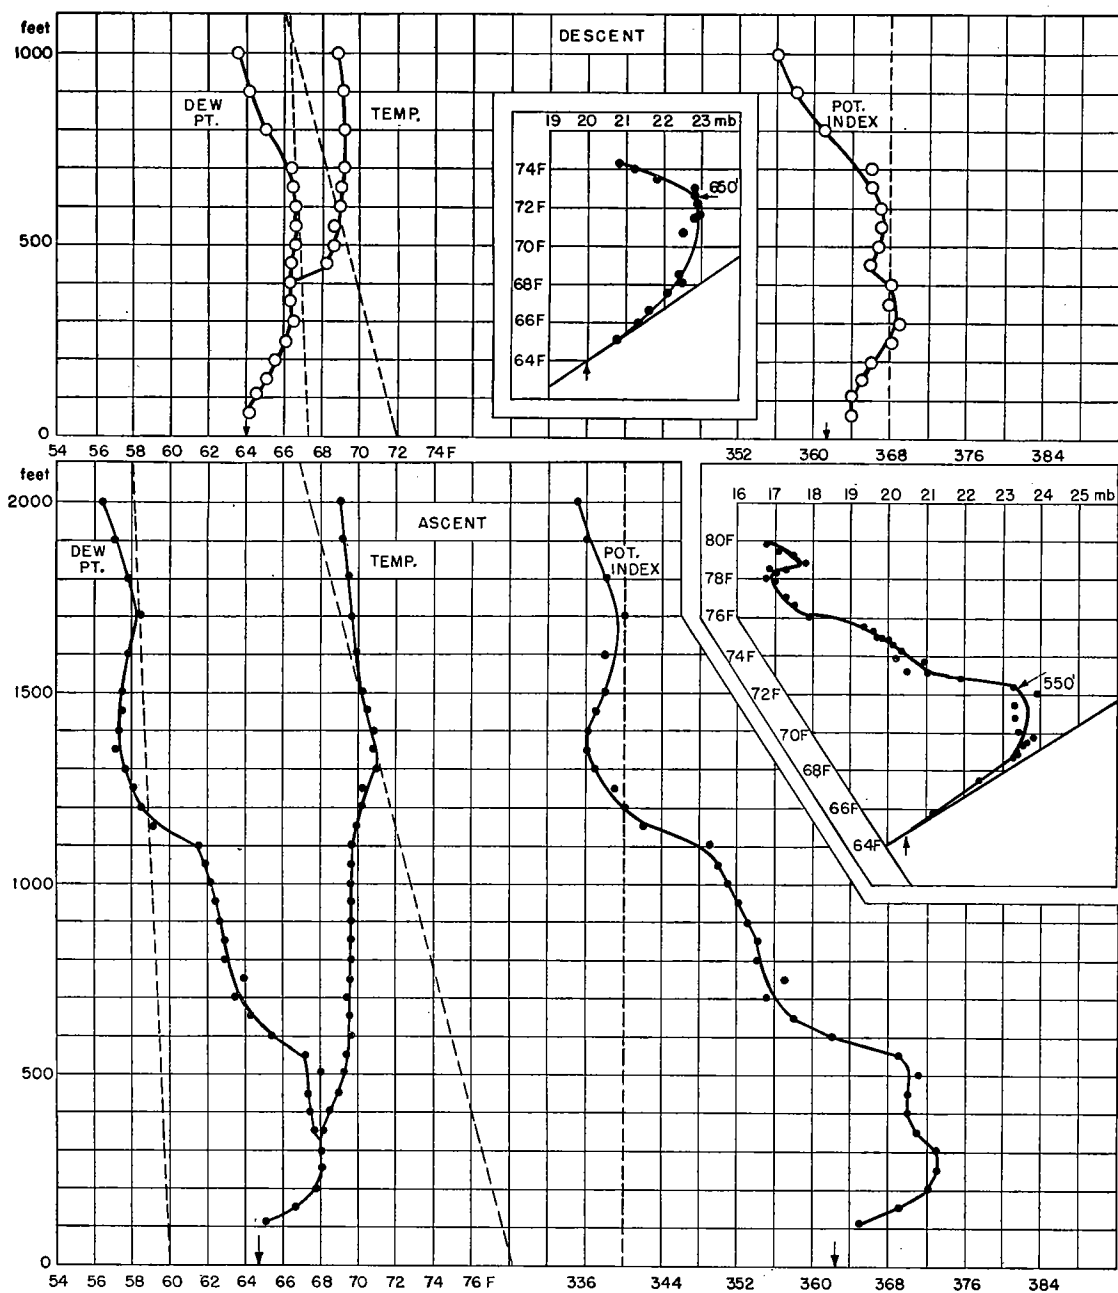 feet
DESCENT
1000
DEW
PT.
TEMP.
POT.
INDEX
19 20 21 22 23 mb
74F
650'
72F
70F
68F
66F
64F
500
0
54 56 58 60 62 64 66 68 70 72 74 F 352 360 368 376 384
feet
2000
ASCENT
DEW
PT.
TEMP.
POT.
INDEX
16 17 18 19 20 21 22 23 24 25 mb
80F
78F
76F
74F
550'
72F
70F
68F
66F
64F
1500
1000
500
0
54 56 58 60 62 64 66 68 70 72 74 76 F 336 344 352 360 368 376 384